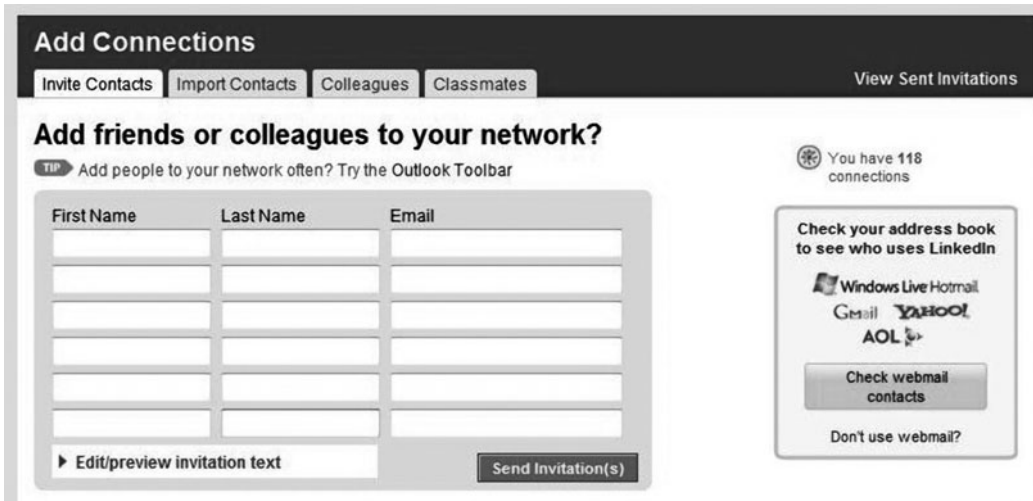 Add Connections
Invite Contacts Import Contacts Colleagues Classmates View Sent Invitations
Add friends or colleagues to your network?
TIP Add people to your network often? Try the Outlook Toolbar
First Name Last Name Email
Edit/preview invitation text
Send Invitation(s)
You have 118
connections
Check your address book
to see who uses LinkedIn
Windows Live Hotmail
Gmail YAHOO!
AOL
Check webmail
contacts
Don't use webmail?